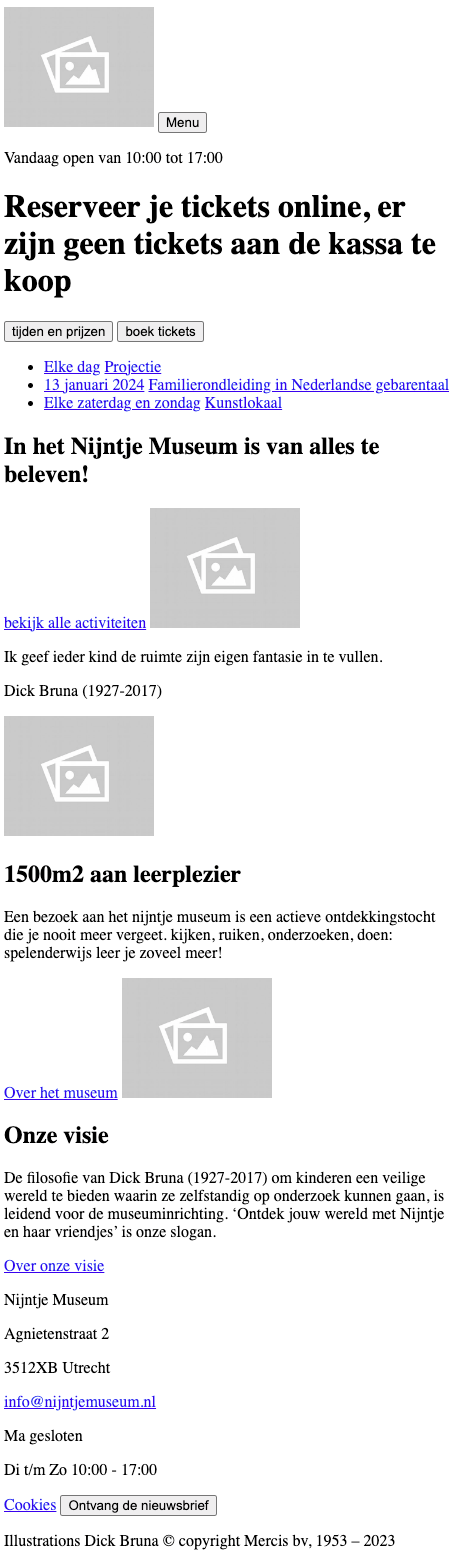 Menu
Vandaag open van 10:00 tot 17:00
Reserveer je tickets online, er
zijn geen tickets aan de kassa te
koop
tijden en prijzen boek tickets
Elke dag Projectie
13 januari 2024 Familierondleiding in Nederlandse gebarentaal
Elke zaterdag en zondag Kunstlokaal
In het Nijntje Museum is van alles te
beleven!
bekijk alle activiteiten
Ik geef ieder kind de ruimte zijn eigen fantasie in te vullen.
Dick Bruna (1927-2017)
1500m2 aan leerplezier
Een bezoek aan het nijntje museum is een actieve ontdekkingstocht
die je nooit meer vergeet. kijken, ruiken, onderzoeken, doen:
spelenderwijs leer je zoveel meer!
Over het museum
Onze visie
De filosofie van Dick Bruna (1927-2017) om kinderen een veilige
wereld te bieden waarin ze zelfstandig op onderzoek kunnen gaan, is
leidend voor de museuminrichting. ‘Ontdek jouw wereld met Nijntje
en haar vriendjes’ is onze slogan.
Over onze visie
Nijntje Museum
Agnietenstraat 2
3512XB Utrecht
info@nijntjemuseum.nl
Ma gesloten
Di t/m Zo 10:00 - 17:00
Cookies Ontvang de nieuwsbrief
Illustrations Dick Bruna © copyright Mercis bv, 1953 – 2023